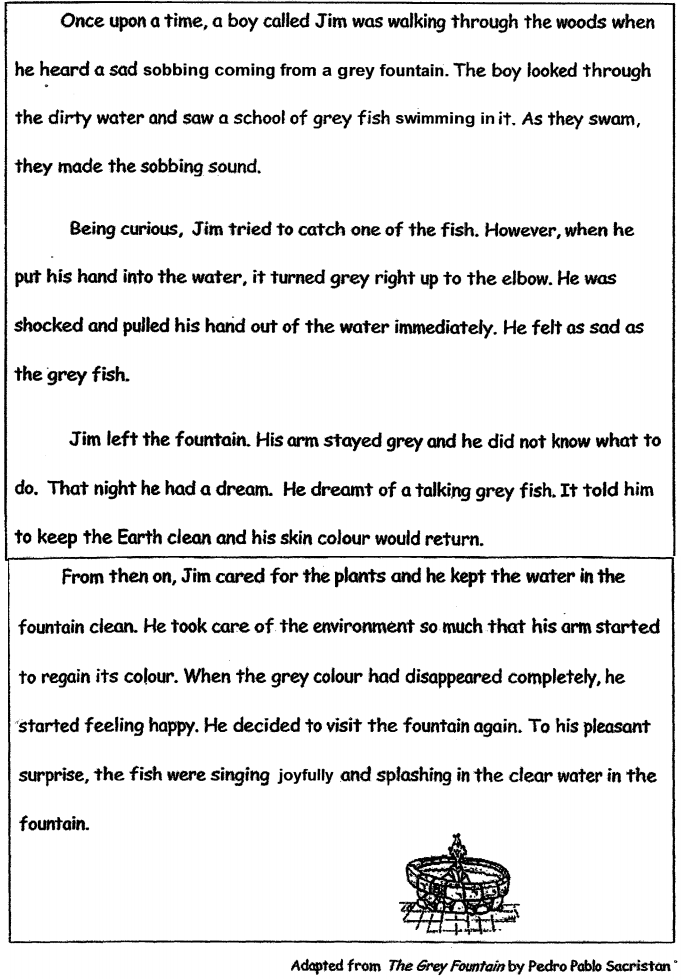 Once upon a time, a boy called Jim was walking through the woods when
he heard a sad sobbing coming from a grey fountain. The boy looked through
the dirty water and saw a school of grey fish swimming in it. As they swam,
they made the sobbing sound.
Being curious, Jim tried to catch one of the fish. However, when he
put his hand into the water, it turned grey right up to the elbow. He was
shocked and pulled his hand out of the water immediately. He felt as sad as
the grey fish.
Jim left the fountain. His arm stayed grey and he did not know what to
do. That night he had a dream. He dreamt of a talking grey fish. It told him
to keep the Earth clean and his skin colour would return.
From then on, Jim cared for the plants and he kept the water in the
fountain clean. He took care of the environment so much that his arm started
to regain its colour. When the grey colour had disappeared completely, he
started feeling happy. He decided to visit the fountain again. To his pleasant
surprise, the fish were singing joyfully and splashing in the clear water in the
fountain.
Adapted from The Grey Fountain by Pedro Pablo Sacristan